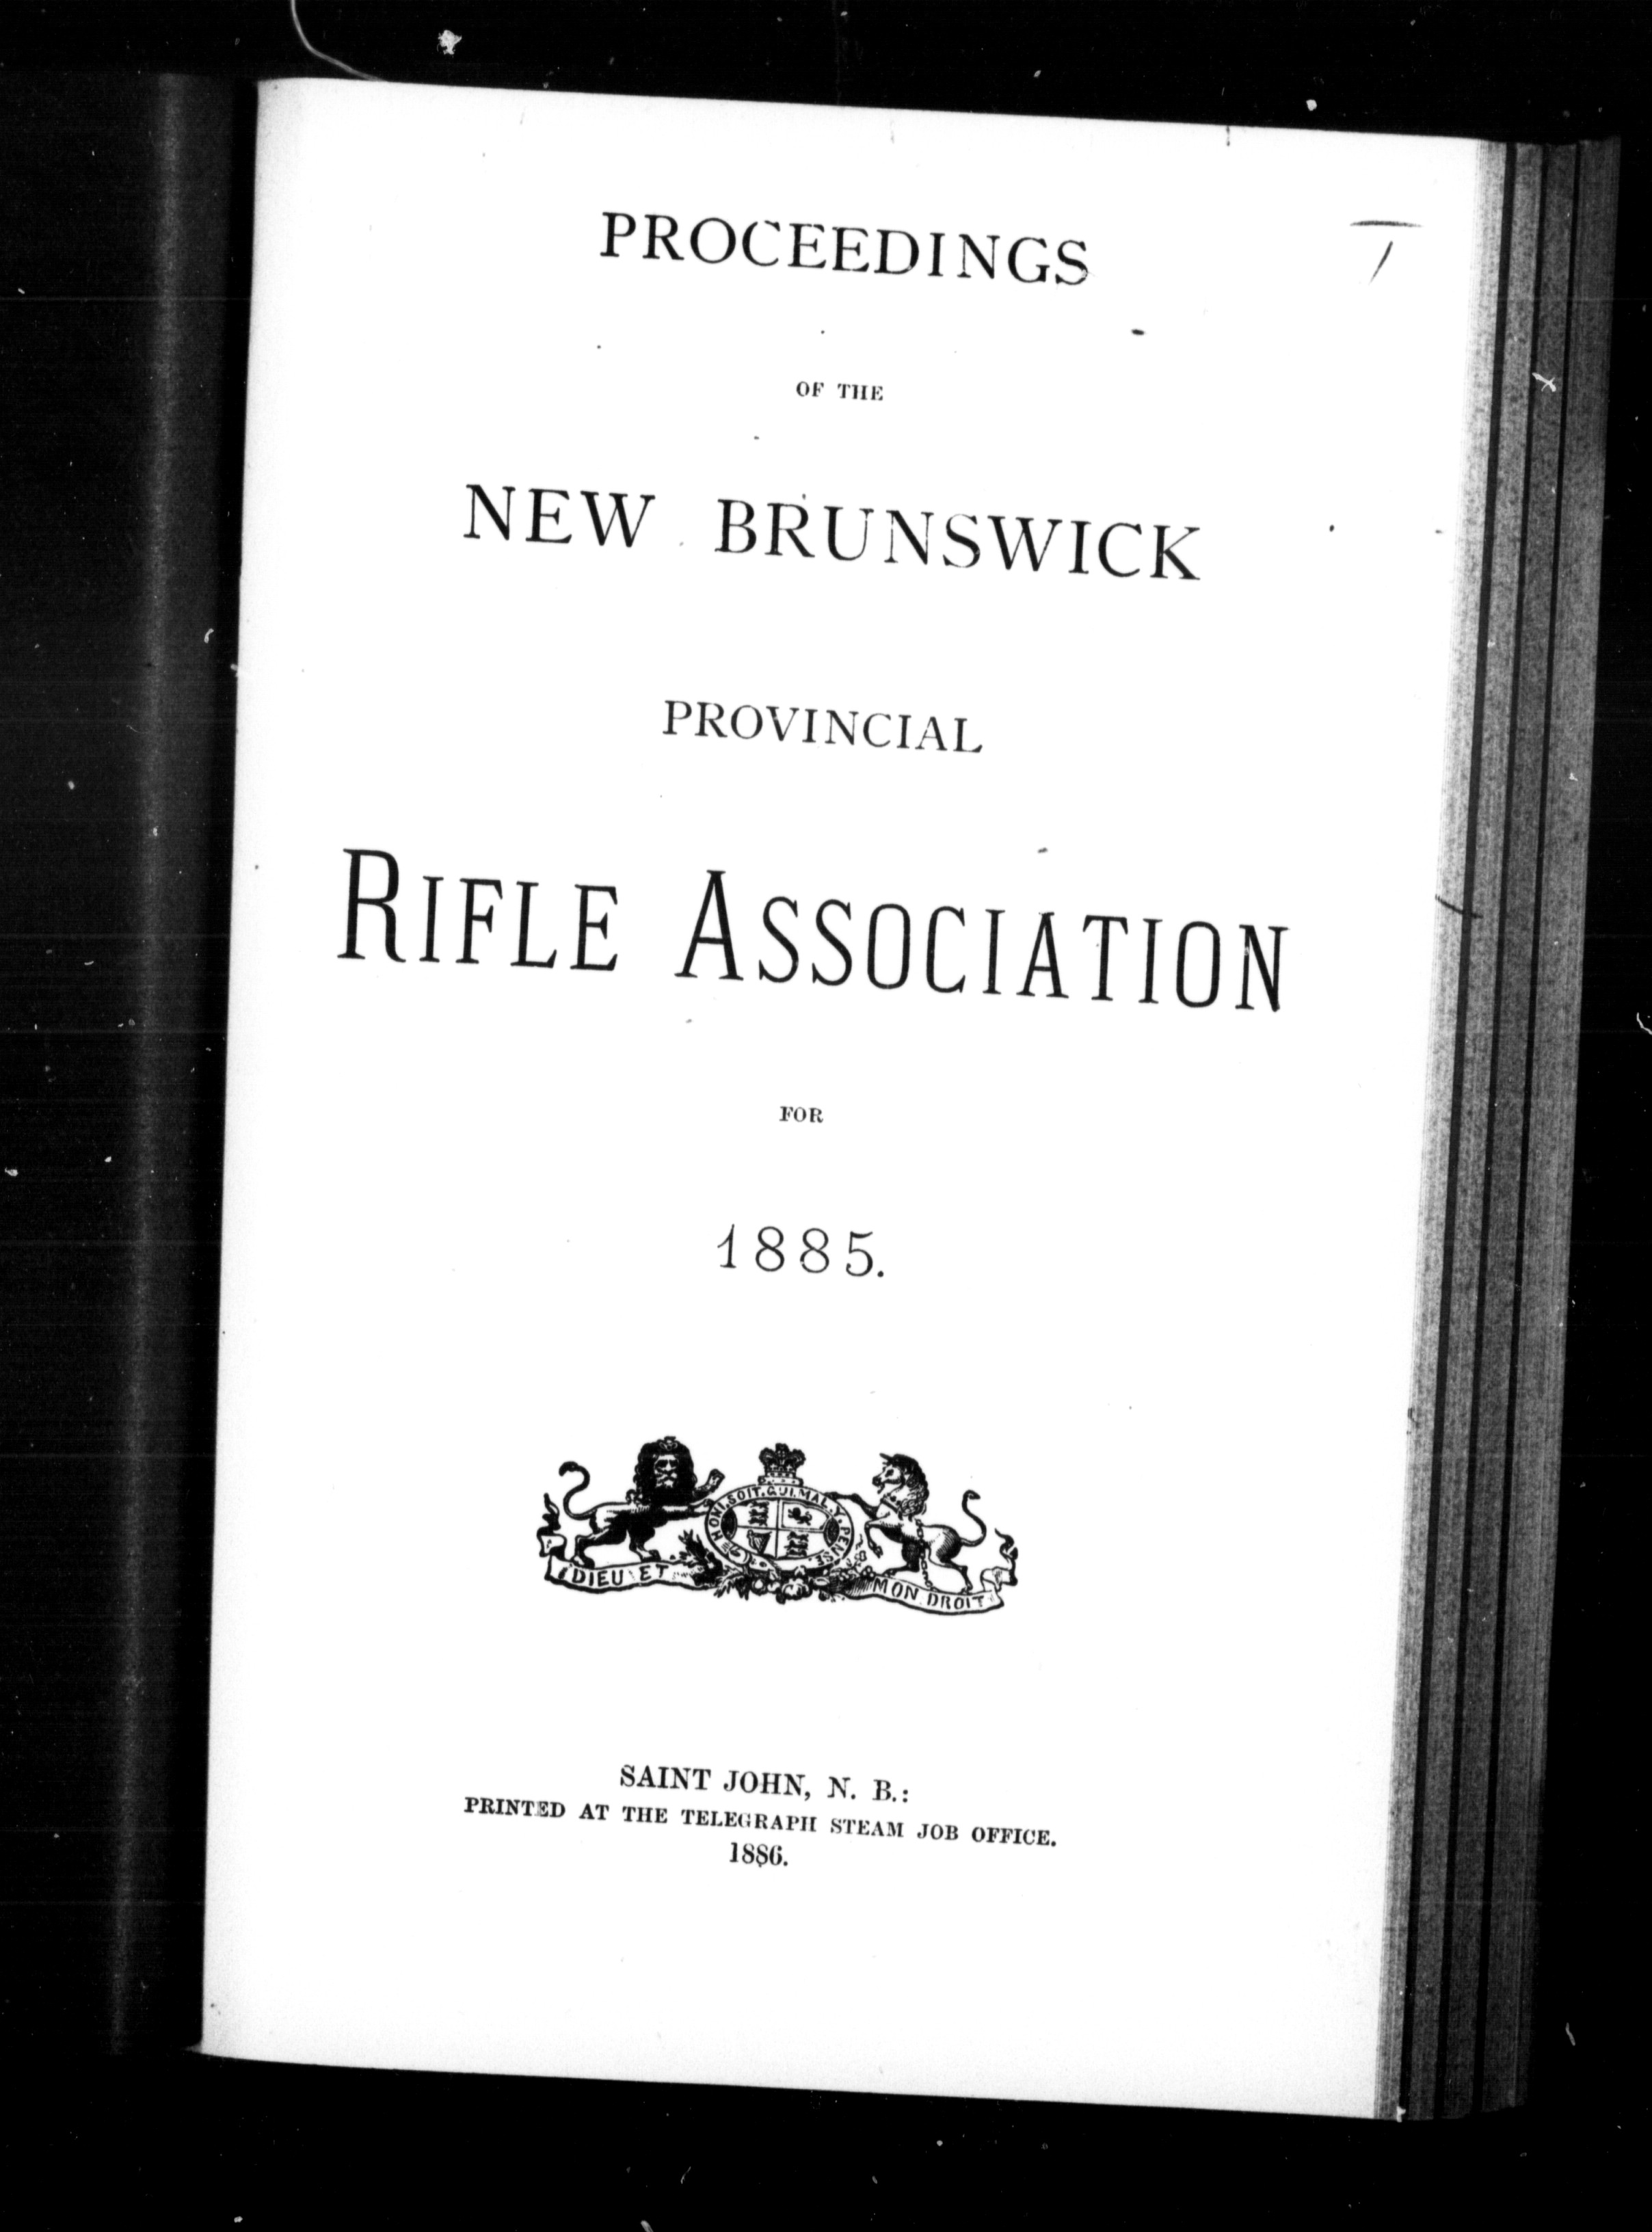 PROCEEDINGS
OF THE
NEW BRUNSWICK
PROVINCIAL
RIFLE ASSOCIATION
FOR
1885.
HONI.SOIT.QUI.MAL.Y.PENSE
DIEU ET MON DROIT
SAINT JOHN, N. B.:
PRINTED AT THE TELEGRAPH STEAM JOB OFFICE.
1886.